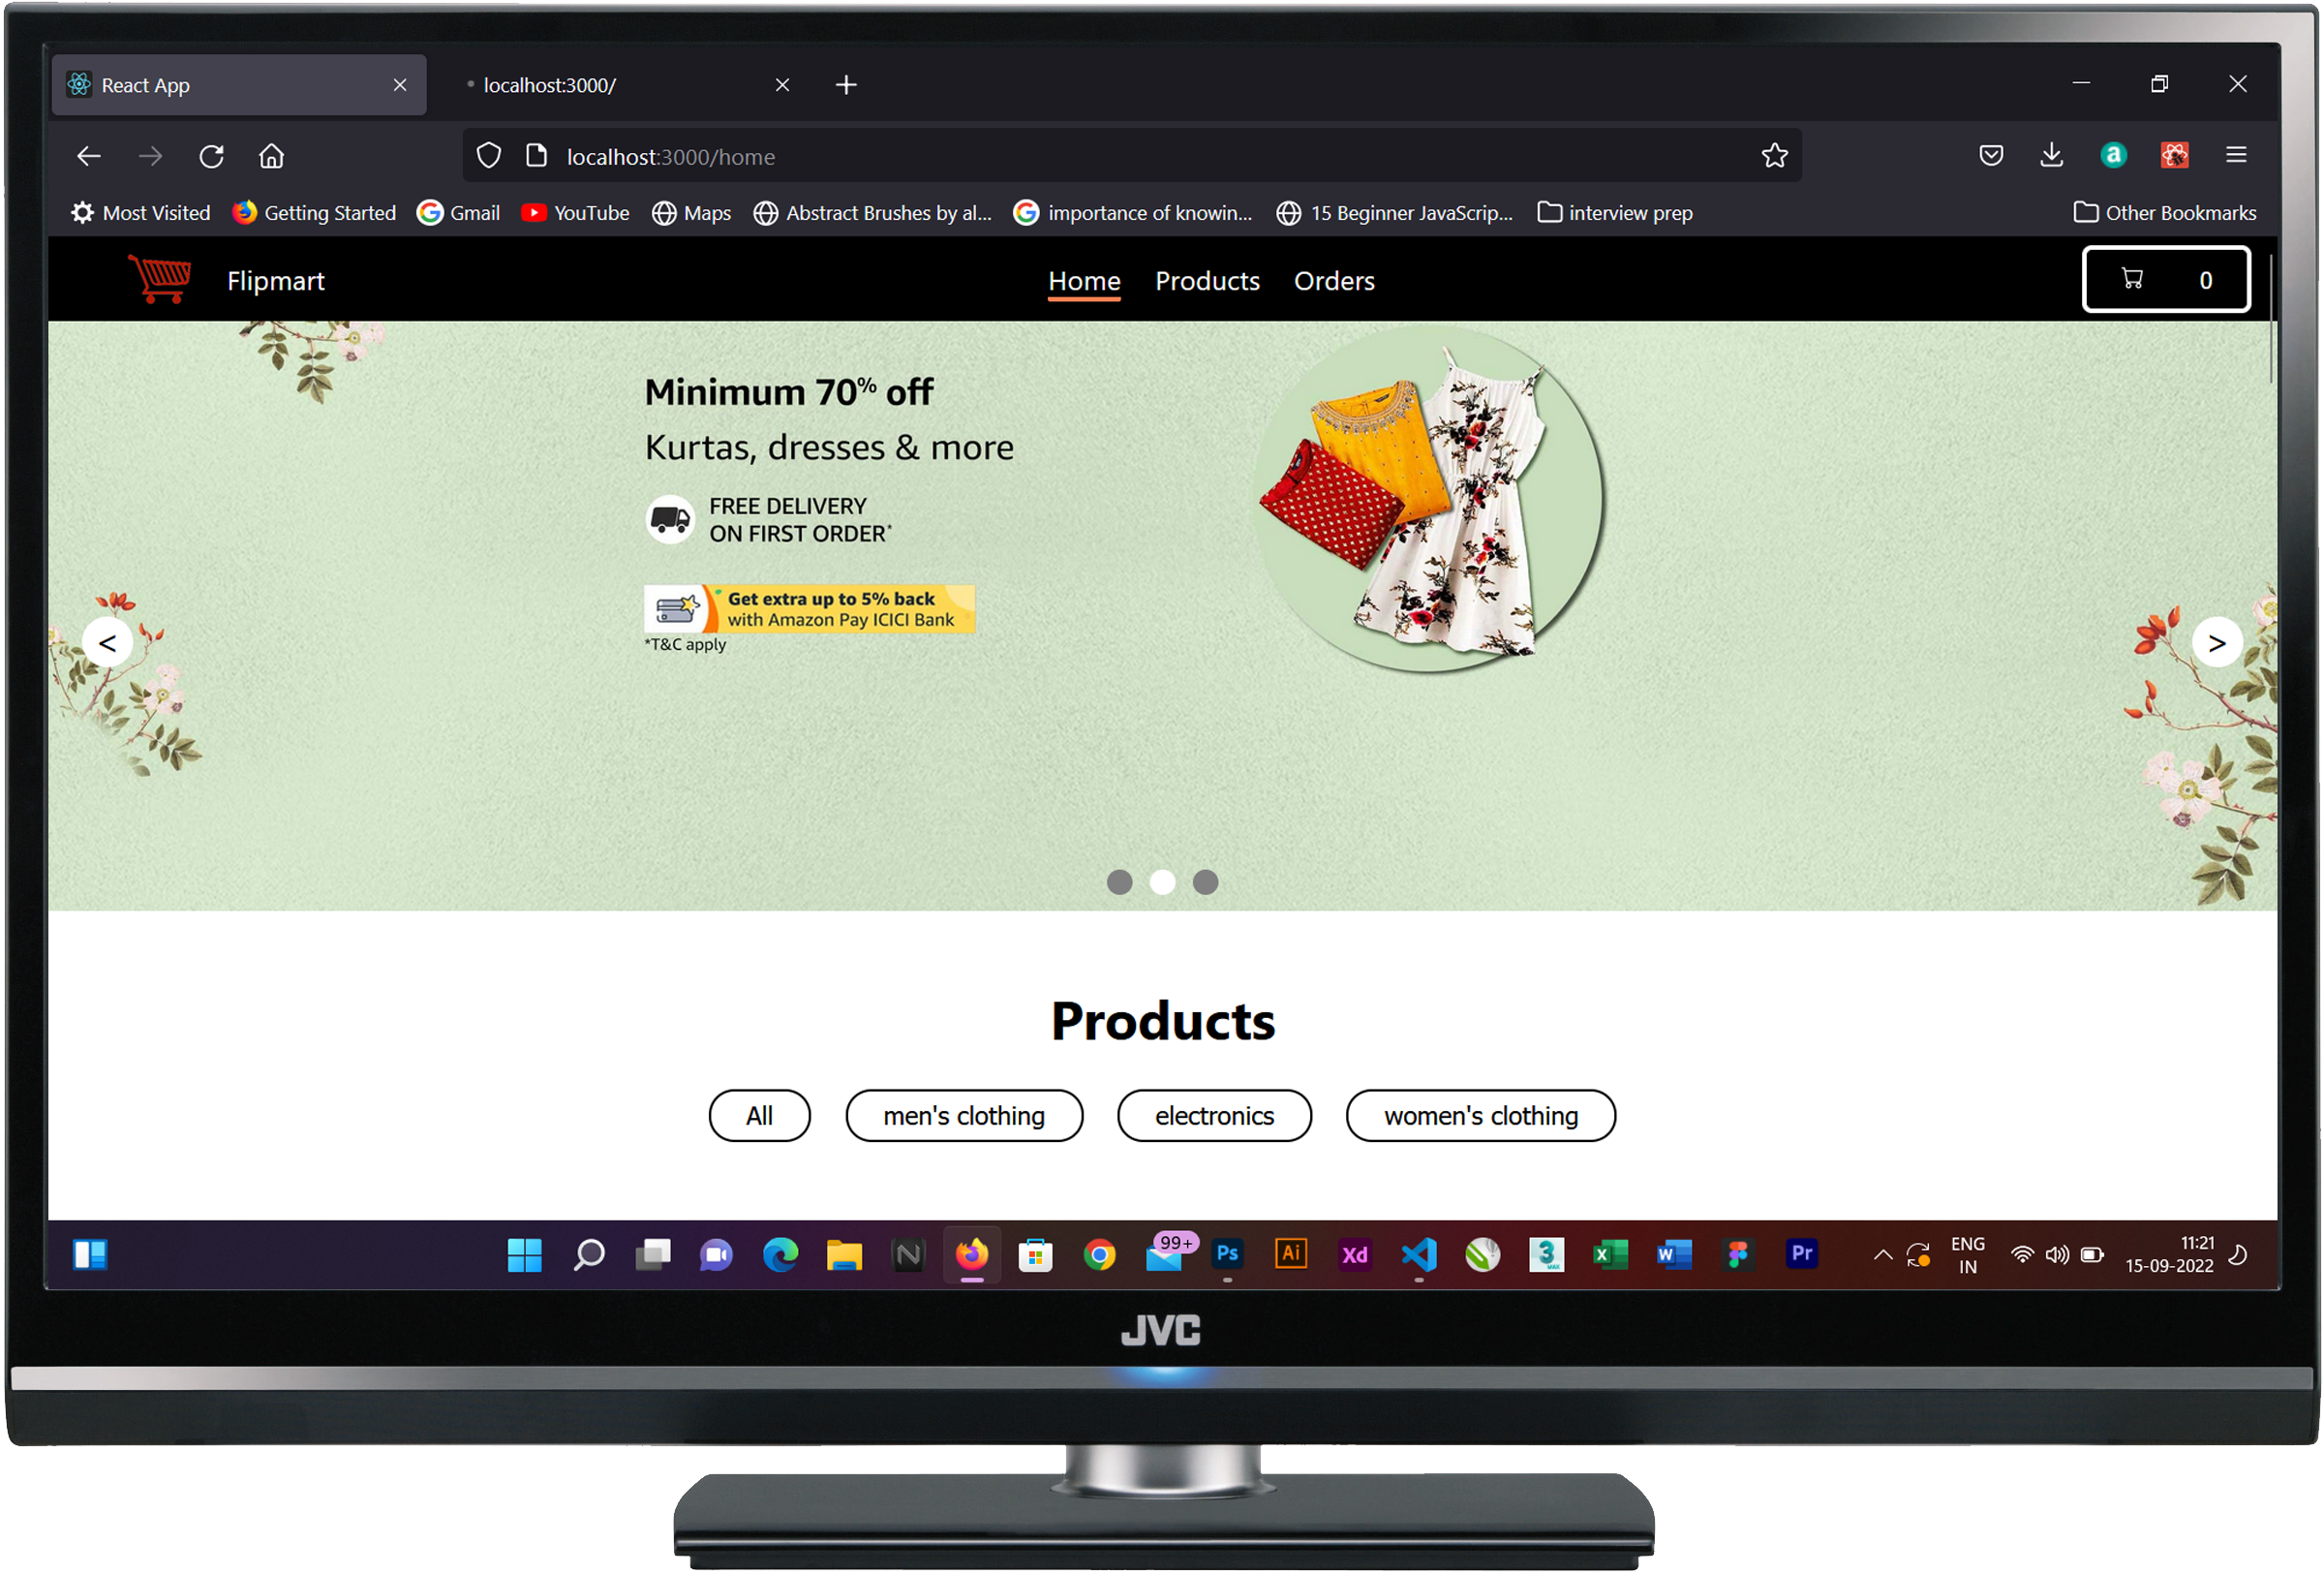 React App
localhost:3000/
localhost:3000/home
Most Visited
Getting Started
Gmail
YouTube
Maps
Abstract Brushes by al...
importance of knowin...
15 Beginner JavaScrip...
interview prep
Other Bookmarks
Flipmart
Home
Products
Orders
0
Minimum 70% off
Kurtas, dresses & more
FREE DELIVERY
ON FIRST ORDER*
Get extra up to 5% back
with Amazon Pay ICICI Bank
*T&C apply
<
>
Products
All
men's clothing
electronics
women's clothing
99+
Ps
Ai
Xd
Pr
ENG
IN
11:21
15-09-2022
JVC